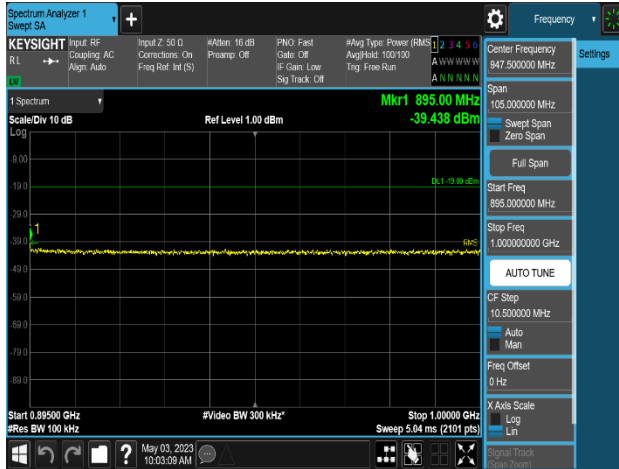 Spectrum Analyzer 1
Swept SA
+
Frequency
KEYSIGHT
RL
Input: RF
Coupling: AC
Align: Auto
Input Z: 50 Ω
Corrections: On
Freq Ref: Int (S)
#Atten: 16 dB
Preamp: Off
PNO: Fast
Gate: Off
IF Gain: Low
Sig Track: Off
#Avg Type: Power (RMS
Avg|Hold: 100/100
Trig: Free Run
1 2 3 4 5 6
A W W W W W
A N N N N N
1 Spectrum
Scale/Div 10 dB
Log
Ref Level 1.00 dBm
Mkr1 895.00 MHz
-39.438 dBm
-9.00
-19.0
-29.0
-39.0
-49.0
-59.0
-69.0
-79.0
-89.0
DL1 -19.00 dBm
1
RMS
Start 0.89500 GHz
#Res BW 100 kHz
#Video BW 300 kHz*
Stop 1.00000 GHz
Sweep 5.04 ms (2101 pts)
?
May 03, 2023
10:03:09 AM
Settings
Center Frequency
947.500000 MHz
Span
105.000000 MHz
Swept Span
Zero Span
Full Span
Start Freq
895.000000 MHz
Stop Freq
1.000000000 GHz
AUTO TUNE
CF Step
10.500000 MHz
Auto
Man
Freq Offset
0 Hz
X Axis Scale
Log
Lin
Signal Track
(Span Zoom)